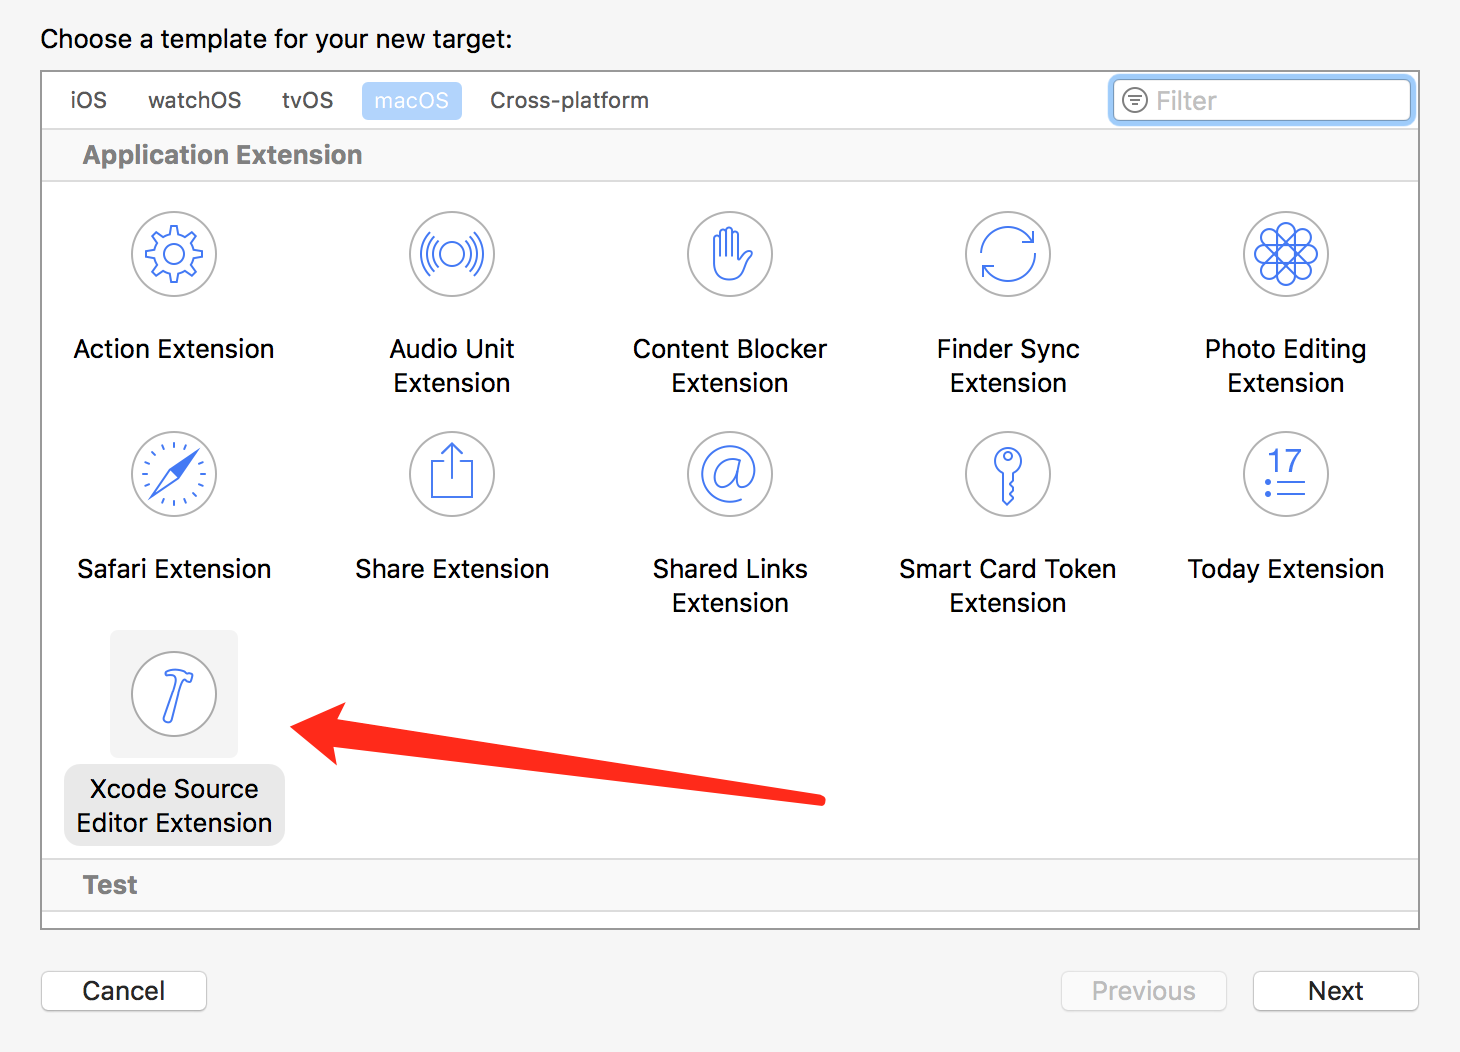 Choose a template for your new target:
iOS watchOS tvOS macOS Cross-platform Filter
Application Extension
Action Extension
Audio Unit
Extension
Content Blocker
Extension
Finder Sync
Extension
Photo Editing
Extension
Safari Extension
Share Extension
@
Shared Links
Extension
Smart Card Token
Extension
17
Today Extension
Xcode Source
Editor Extension
Test
Cancel Previous Next